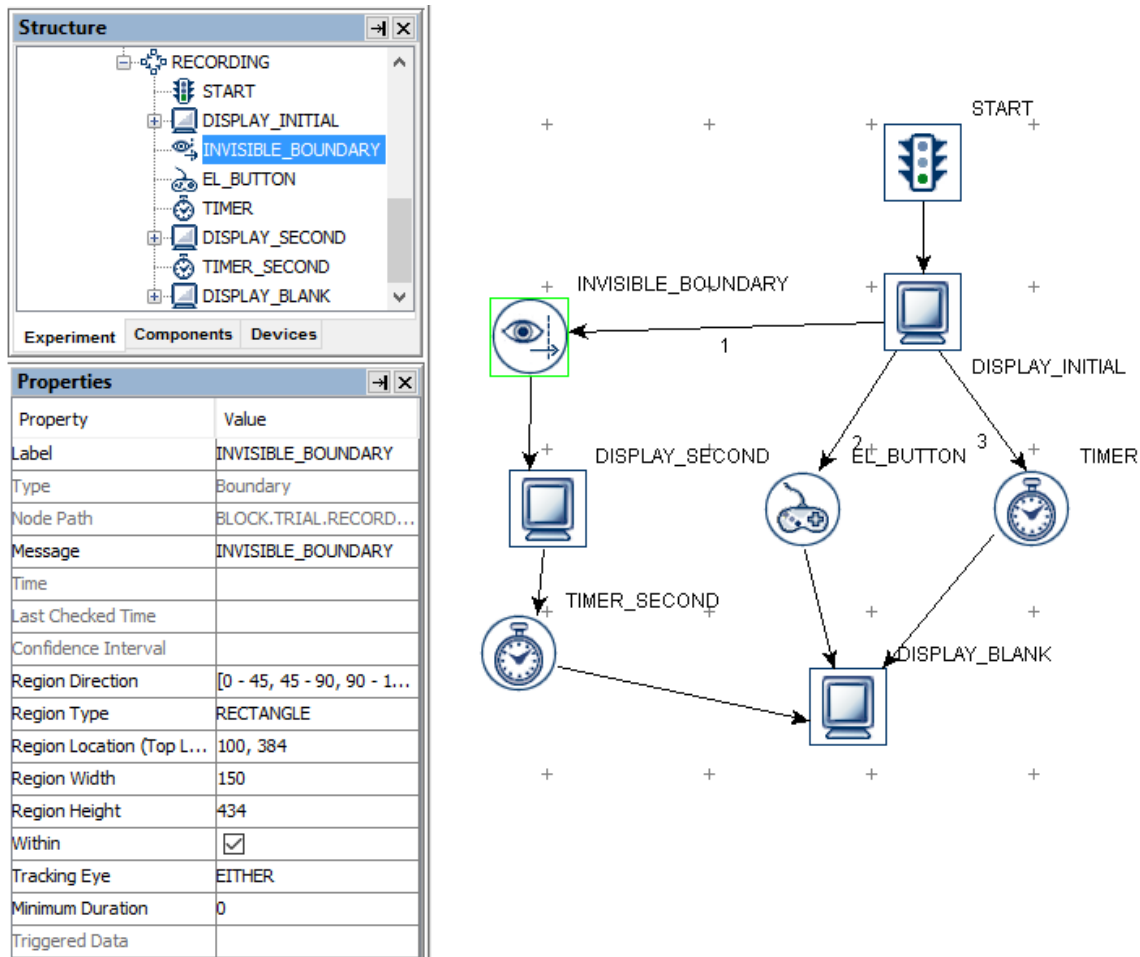 Structure
RECORDING
START
DISPLAY_INITIAL
INVISIBLE_BOUNDARY
EL_BUTTON
TIMER
DISPLAY_SECOND
TIMER_SECOND
DISPLAY_BLANK
Experiment Components Devices
Properties
Property Value
Label INVISIBLE_BOUNDARY
Type Boundary
Node Path BLOCK.TRIAL.RECORD...
Message INVISIBLE_BOUNDARY
Time
Last Checked Time
Confidence Interval
Region Direction [0 - 45, 45 - 90, 90 - 1...
Region Type RECTANGLE
Region Location (Top L... 100, 384
Region Width 150
Region Height 434
Within
Tracking Eye EITHER
Minimum Duration 0
Triggered Data
START
INVISIBLE_BOUNDARY
1
DISPLAY_INITIAL
2 3
DISPLAY_SECOND EL_BUTTON TIMER
TIMER_SECOND
DISPLAY_BLANK